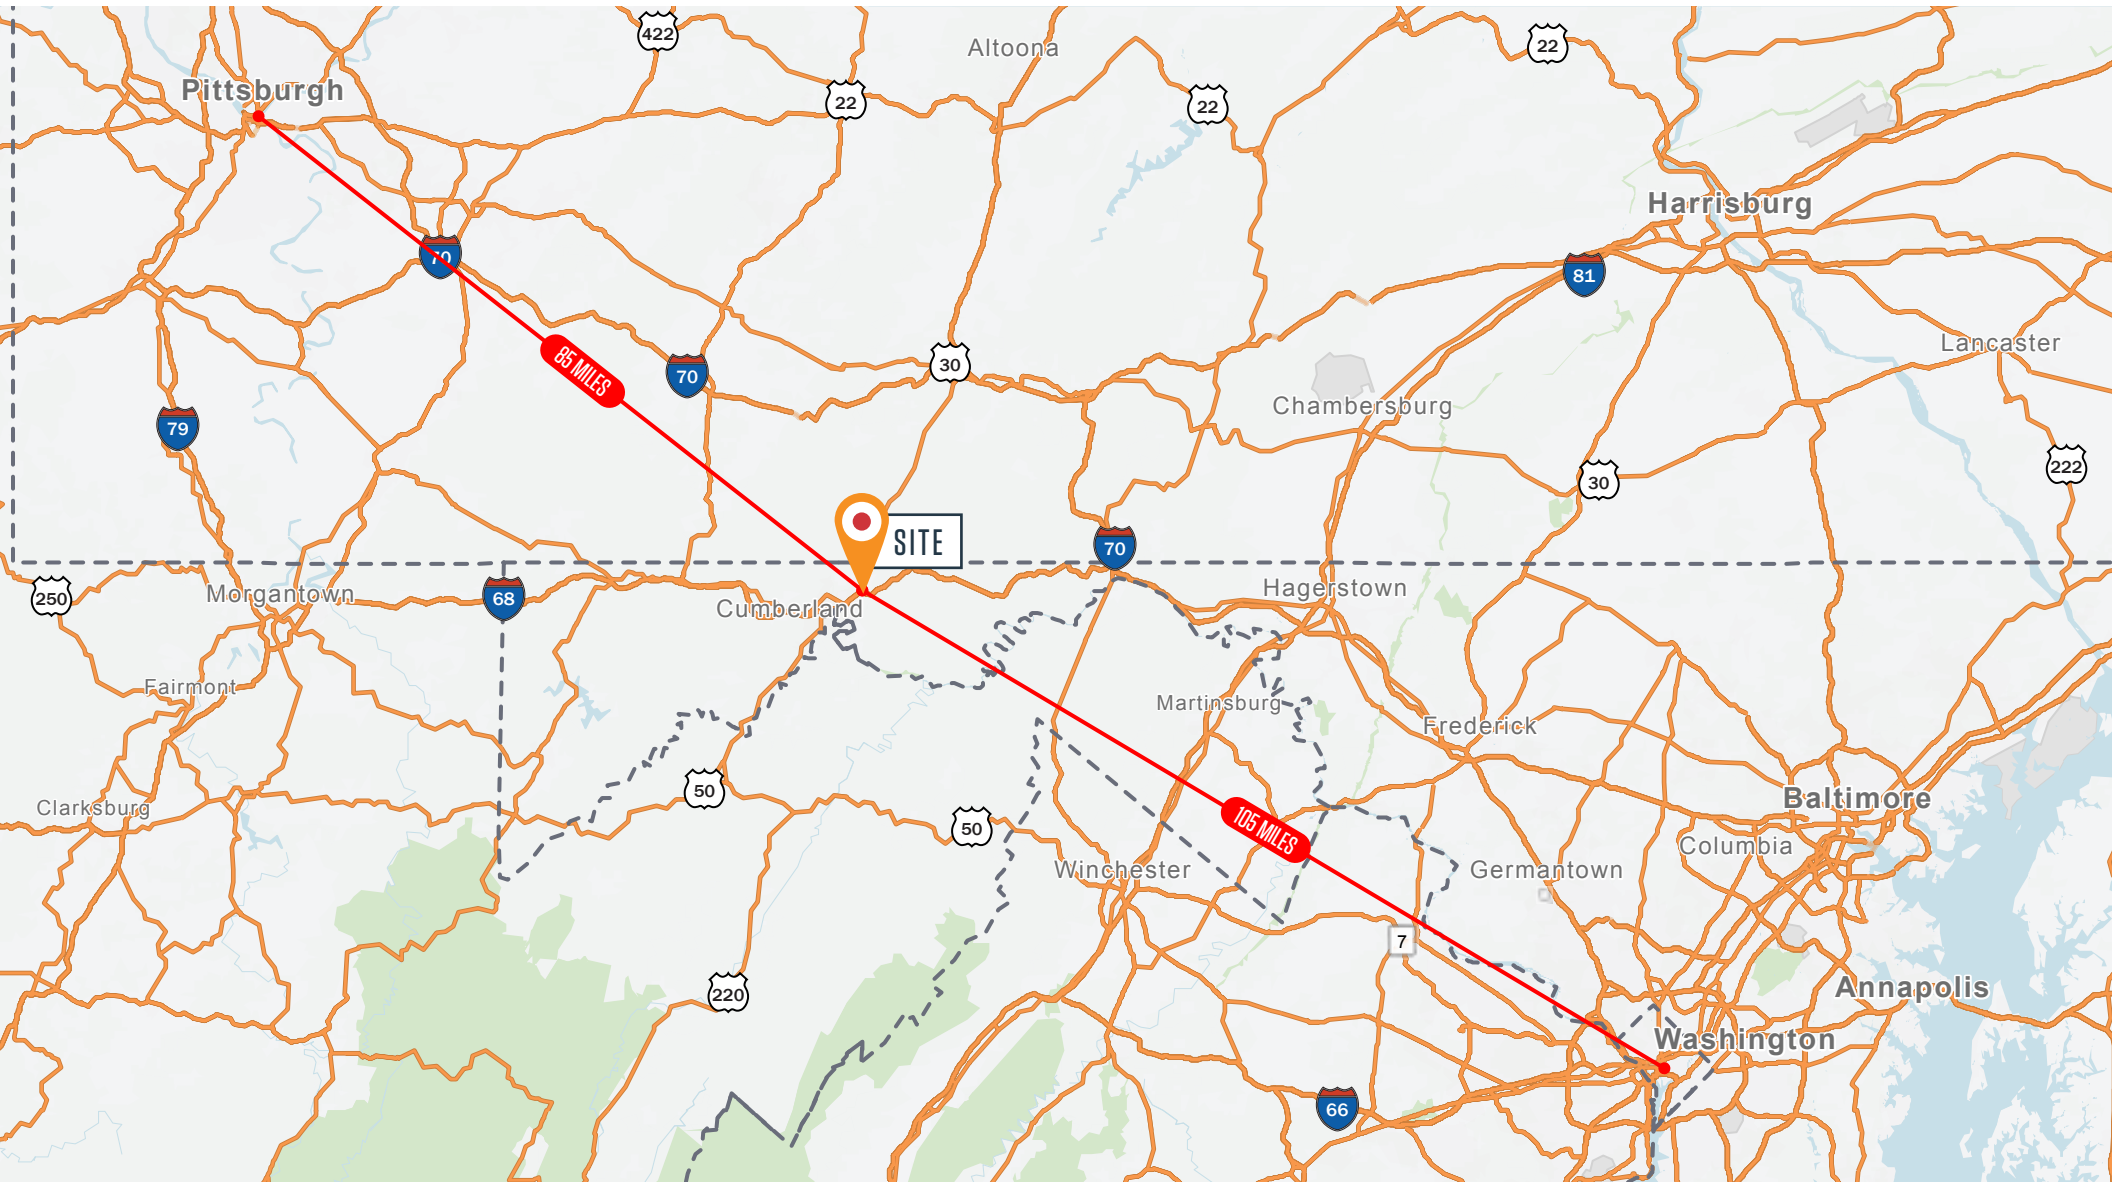 422
Altoona
22
22
22
Pittsburgh
Harrisburg
70
81
Lancaster
85 MILES
30
70
Chambersburg
79
222
30
SITE
70
Hagerstown
250
Morgantown
68
Cumberland
Fairmont
Martinsburg
Frederick
50
Baltimore
Clarksburg
50
105 MILES
Columbia
Winchester
Germantown
7
220
Annapolis
Washington
66